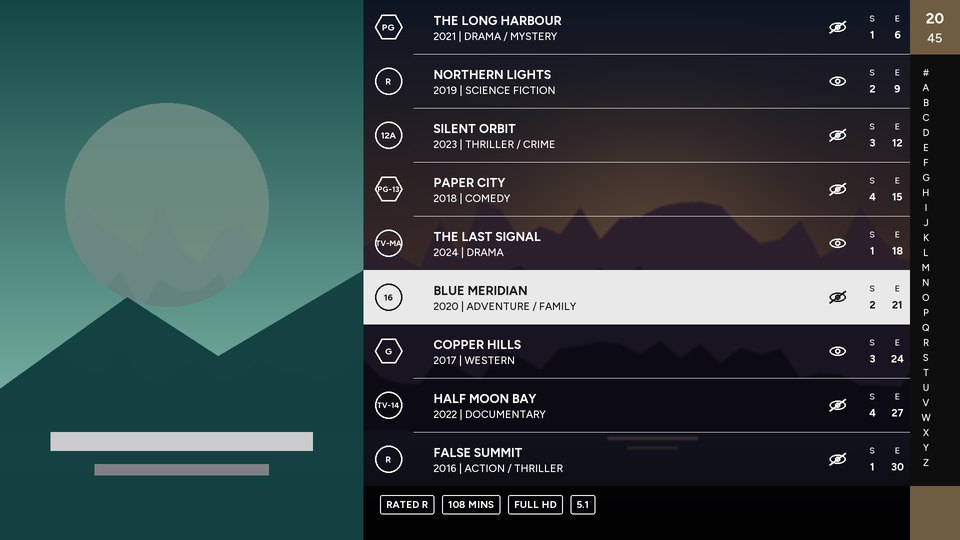 PG
THE LONG HARBOUR
2021 | DRAMA / MYSTERY
S E
1 6
R
NORTHERN LIGHTS
2019 | SCIENCE FICTION
S E
2 9
12A
SILENT ORBIT
2023 | THRILLER / CRIME
S E
3 12
PG-13
PAPER CITY
2018 | COMEDY
S E
4 15
TV-MA
THE LAST SIGNAL
2024 | DRAMA
S E
1 18
16
BLUE MERIDIAN
2020 | ADVENTURE / FAMILY
S E
2 21
G
COPPER HILLS
2017 | WESTERN
S E
3 24
TV-14
HALF MOON BAY
2022 | DOCUMENTARY
S E
4 27
R
FALSE SUMMIT
2016 | ACTION / THRILLER
S E
1 30
RATED R 108 MINS FULL HD 5.1
20
45
#
A
B
C
D
E
F
G
H
I
J
K
L
M
N
O
P
Q
R
S
T
U
V
W
X
Y
Z